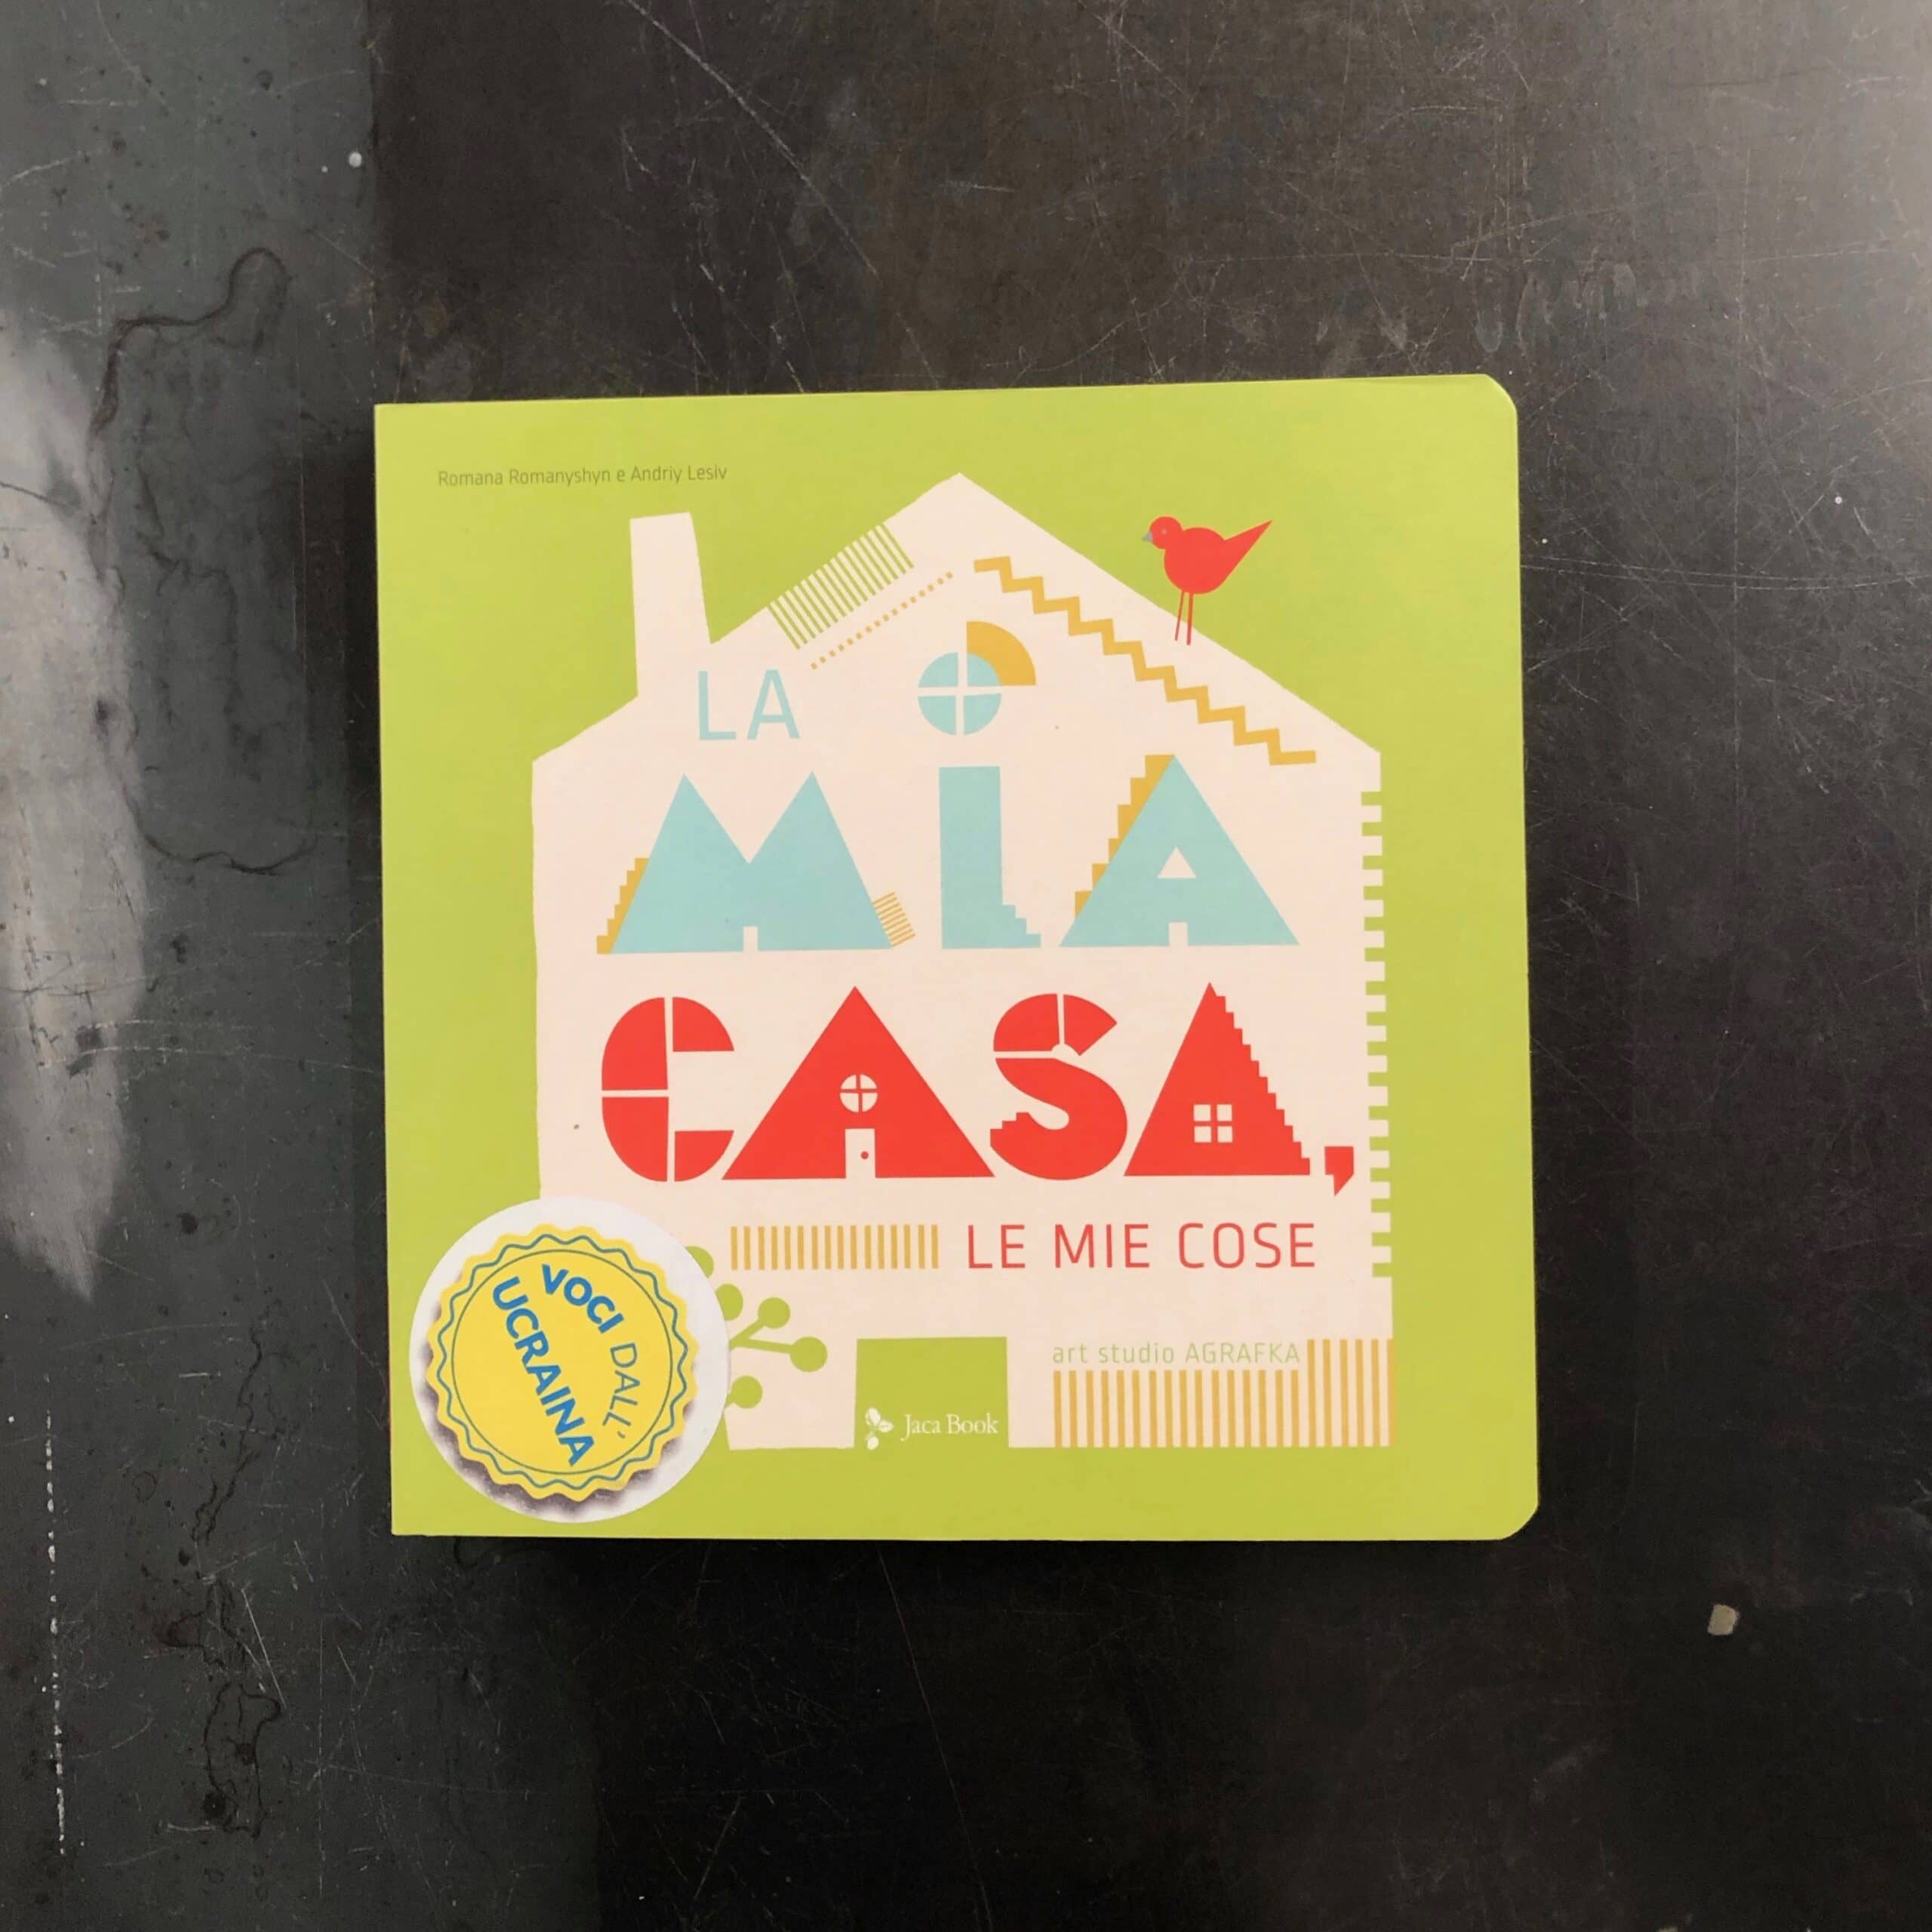 Romana Romanyshyn e Andriy Lesiv
LA
MIA
CASA,
LE MIE COSE
art studio AGRAFKA
Jaca Book
VOCI DALL'
UCRAINA